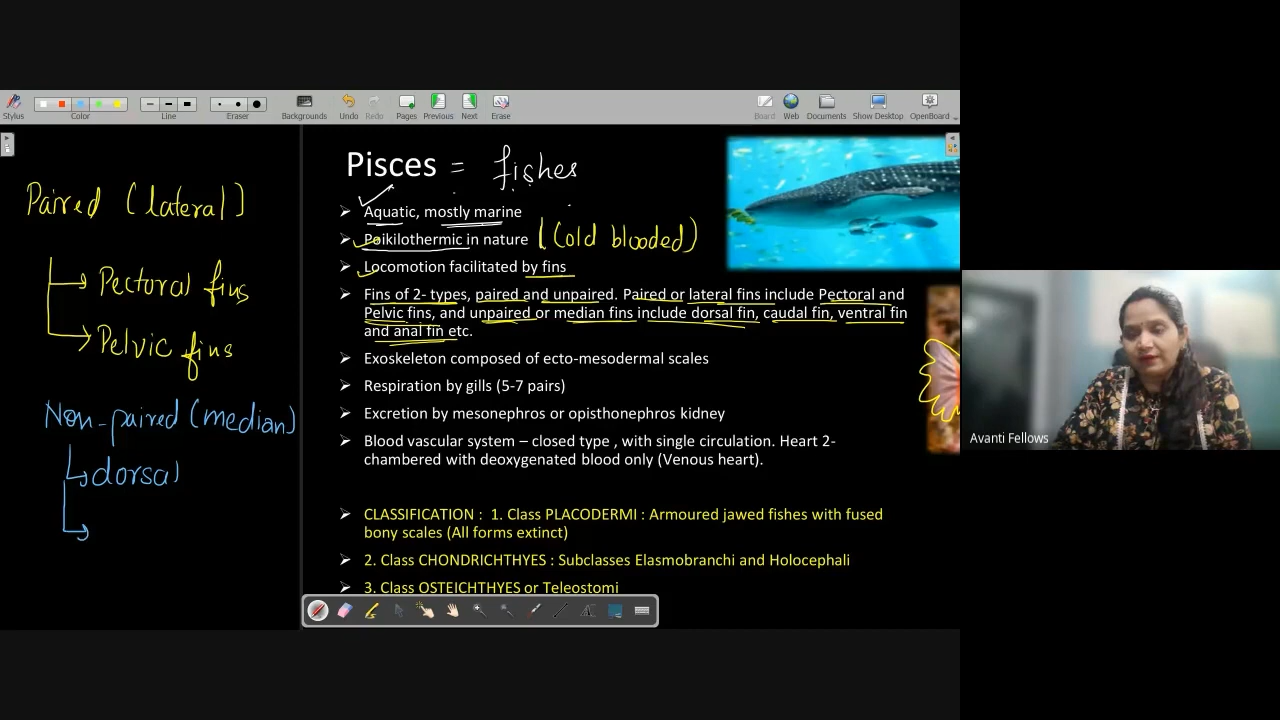 Stylus
Color
Line
Eraser
Backgrounds
Undo
Redo
Pages
Previous
Next
Erase
Board
Web
Documents
Show Desktop
OpenBoard
Pisces = fishes
Aquatic, mostly marine
Poikilothermic in nature (Cold blooded)
Locomotion facilitated by fins
Fins of 2- types, paired and unpaired. Paired or lateral fins include Pectoral and
Pelvic fins, and unpaired or median fins include dorsal fin, caudal fin, ventral fin
and anal fin etc.
Exoskeleton composed of ecto-mesodermal scales
Respiration by gills (5-7 pairs)
Excretion by mesonephros or opisthonephros kidney
Blood vascular system – closed type , with single circulation. Heart 2-
chambered with deoxygenated blood only (Venous heart).
CLASSIFICATION : 1. Class PLACODERMI : Armoured jawed fishes with fused
bony scales (All forms extinct)
2. Class CHONDRICHTHYES : Subclasses Elasmobranchi and Holocephali
3. Class OSTEICHTHYES or Teleostomi
Paired (lateral)
Pectoral fins
Pelvic fins
Non-paired (median)
dorsal
Avanti Fellows